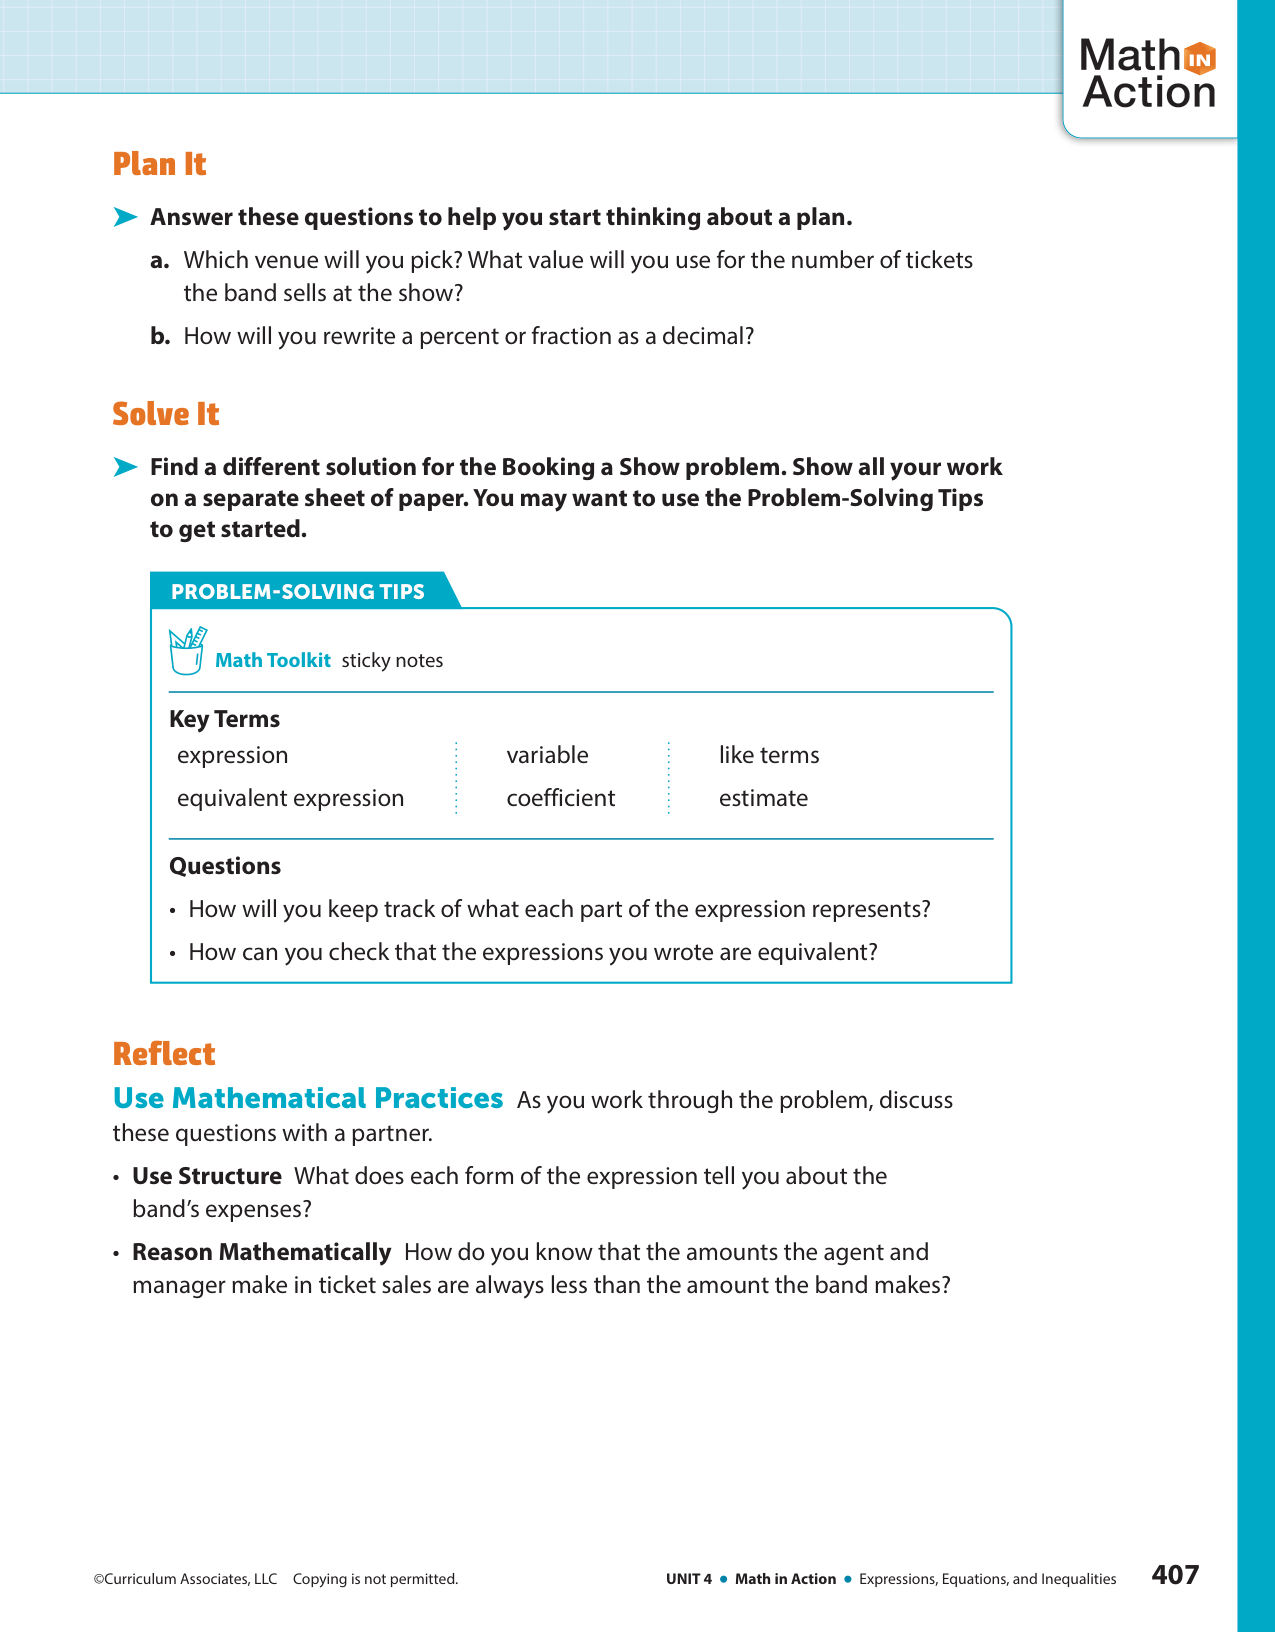 Math IN
Action
Plan It
Answer these questions to help you start thinking about a plan.
a. Which venue will you pick? What value will you use for the number of tickets
the band sells at the show?
b. How will you rewrite a percent or fraction as a decimal?
Solve It
Find a different solution for the Booking a Show problem. Show all your work
on a separate sheet of paper. You may want to use the Problem-Solving Tips
to get started.
PROBLEM-SOLVING TIPS
Math Toolkit sticky notes
Key Terms
expression variable like terms
equivalent expression coefficient estimate
Questions
• How will you keep track of what each part of the expression represents?
• How can you check that the expressions you wrote are equivalent?
Reflect
Use Mathematical Practices As you work through the problem, discuss
these questions with a partner.
• Use Structure What does each form of the expression tell you about the
band’s expenses?
• Reason Mathematically How do you know that the amounts the agent and
manager make in ticket sales are always less than the amount the band makes?
©Curriculum Associates, LLC Copying is not permitted. UNIT 4 • Math in Action • Expressions, Equations, and Inequalities 407